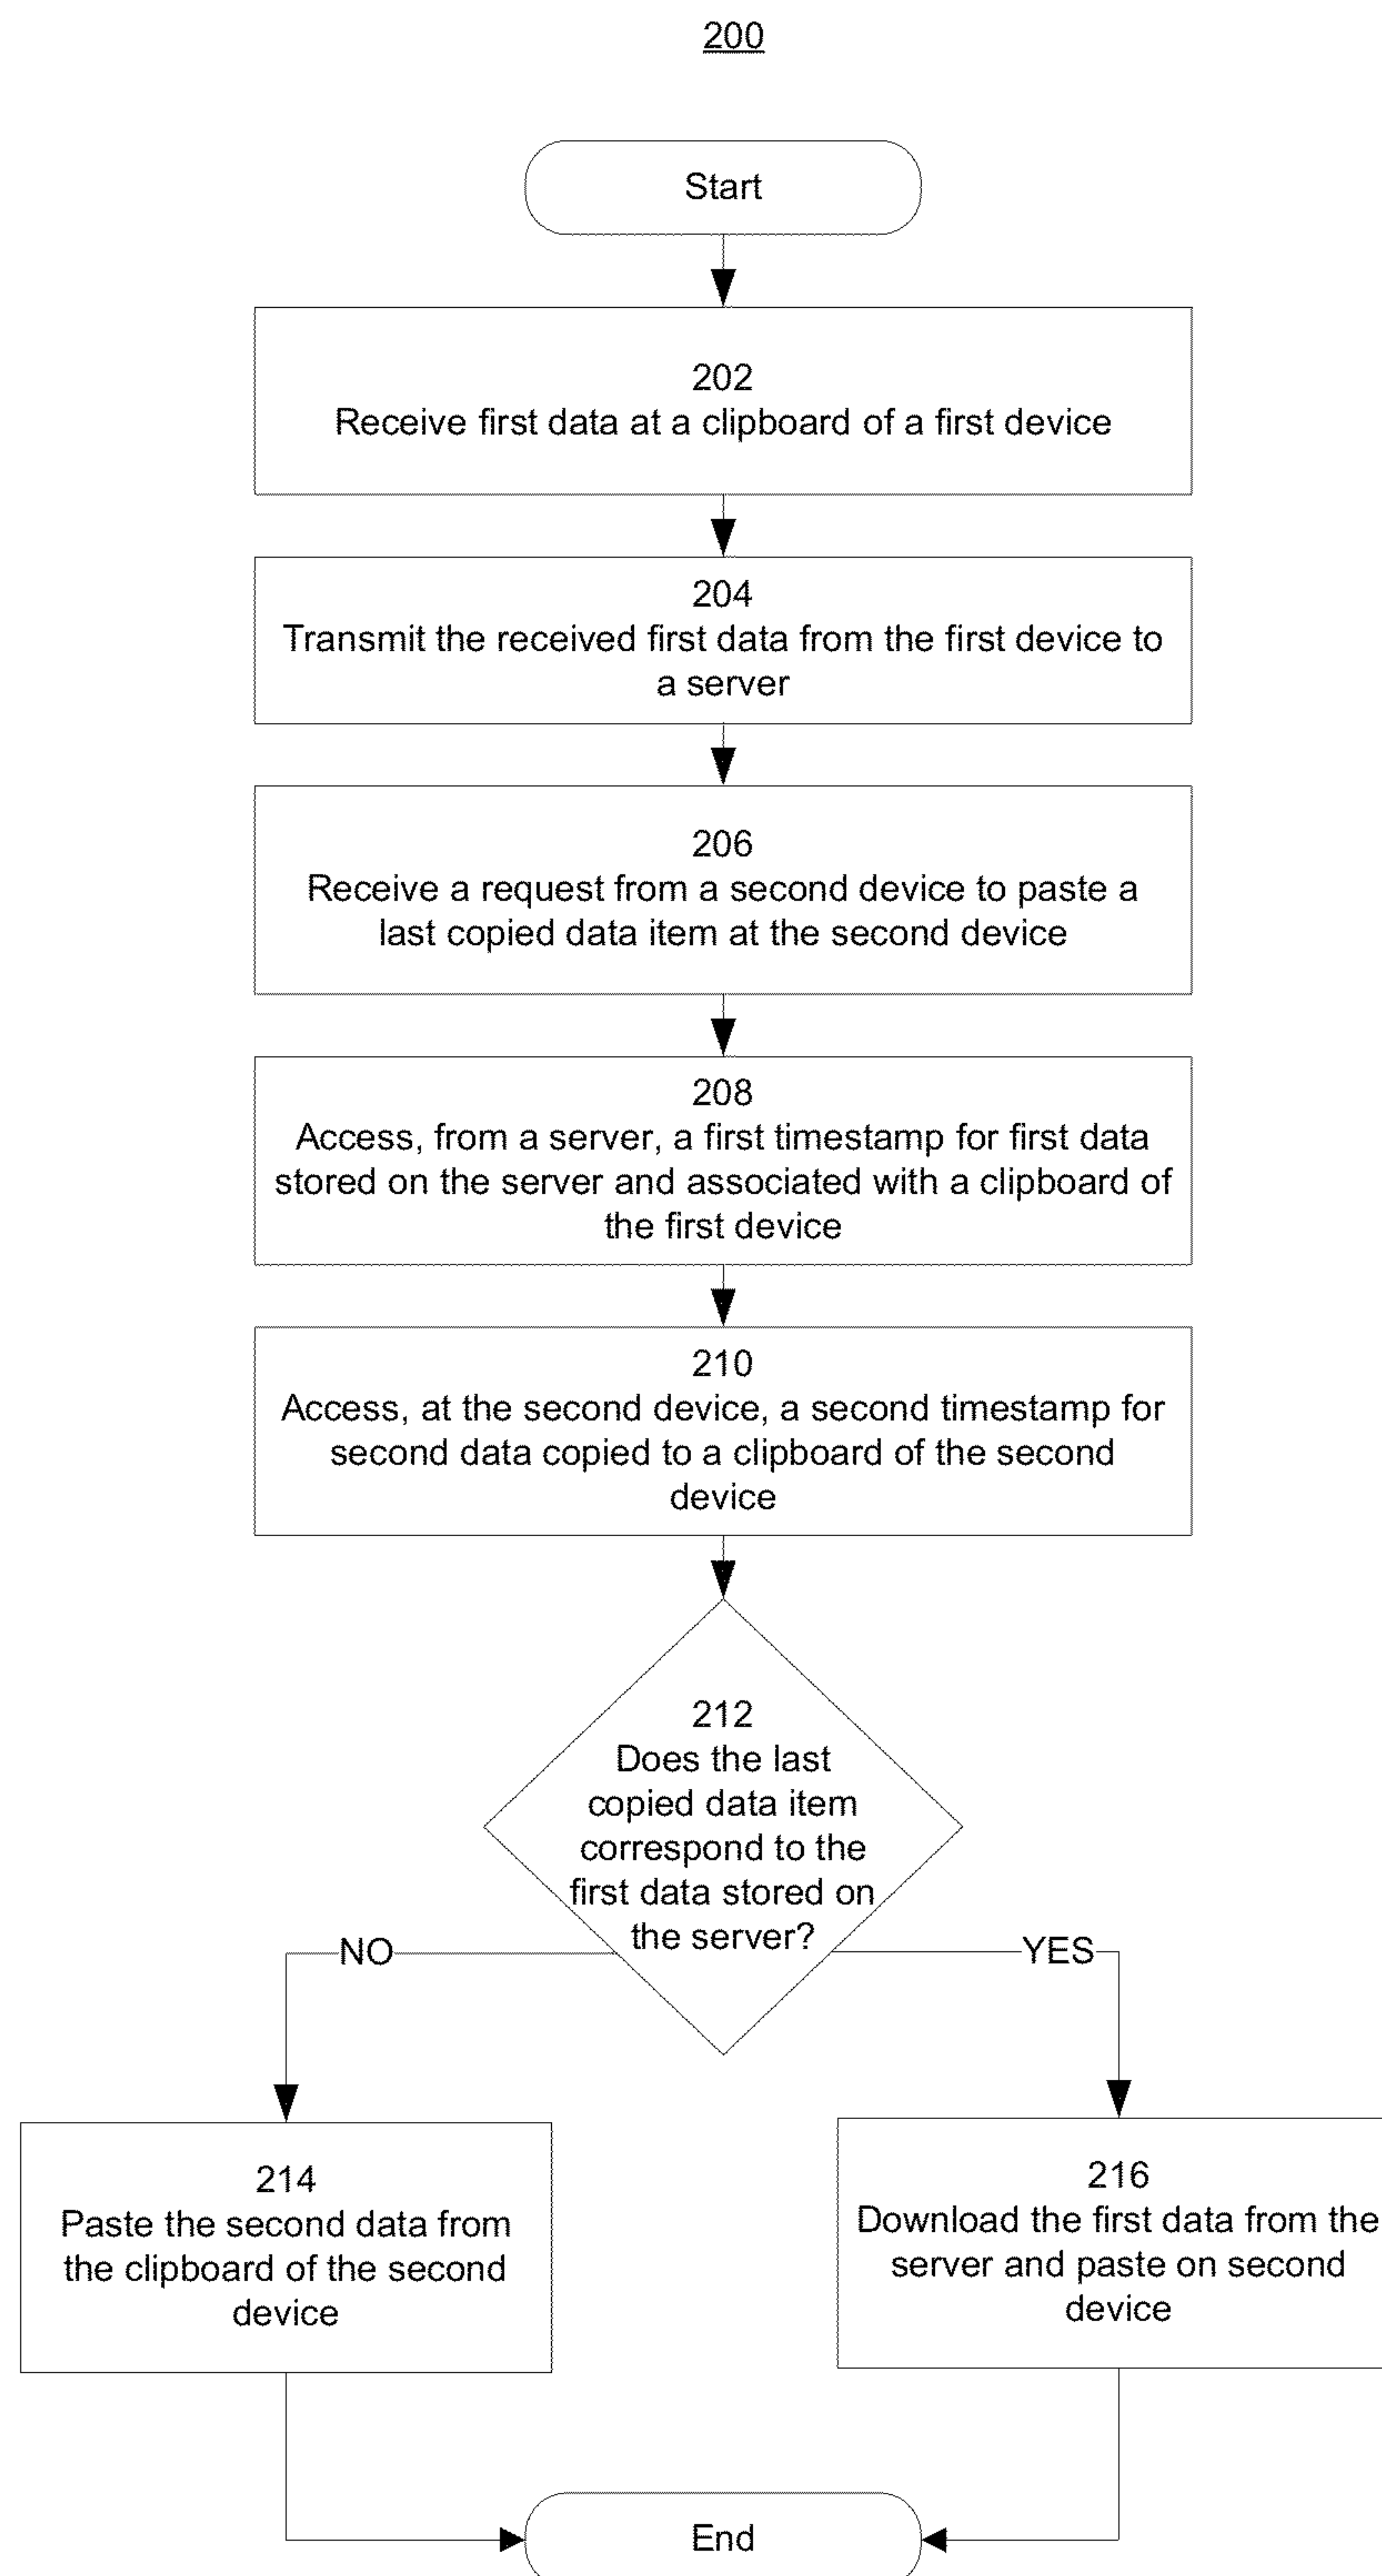 200
Start
202
Receive first data at a clipboard of a first device
204
Transmit the received first data from the first device to
a server
206
Receive a request from a second device to paste a
last copied data item at the second device
208
Access, from a server, a first timestamp for first data
stored on the server and associated with a clipboard of
the first device
210
Access, at the second device, a second timestamp for
second data copied to a clipboard of the second
device
212
Does the last
copied data item
correspond to the
first data stored on
the server?
NO
YES
214
Paste the second data from
the clipboard of the second
device
216
Download the first data from the
server and paste on second
device
End